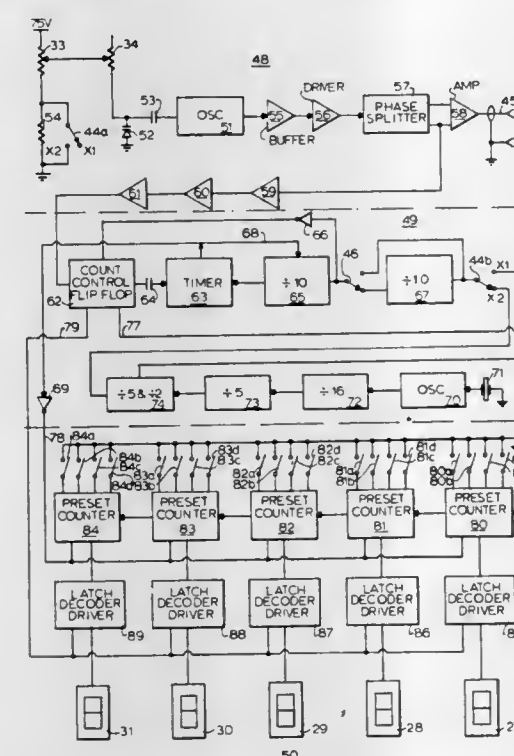 75V
33
34
48
57
AMP
DRIVER
53
OSC
51
55
56
PHASE
SPLITTER
58
45
54
44a
52
BUFFER
X2
X1
61
60
59
49
68
66
COUNT
CONTROL
FLIP FLOP
62
64
TIMER
63
÷10
65
46
÷10
67
44b
X1
X2
79
77
69
÷5 & ÷2
74
÷5
73
÷16
72
OSC
70
71
78
84a
84b
84c
84d
83a
83b
83d
83c
82a
82b
82d
82c
81a
81b
81d
81c
80a
80b
PRESET
COUNTER
84
PRESET
COUNTER
83
PRESET
COUNTER
82
PRESET
COUNTER
81
PRESET
COUNTER
80
LATCH
DECODER
DRIVER
89
LATCH
DECODER
DRIVER
88
LATCH
DECODER
DRIVER
87
LATCH
DECODER
DRIVER
86
LATCH
DECODER
DRIVER
31
30
29
28
50